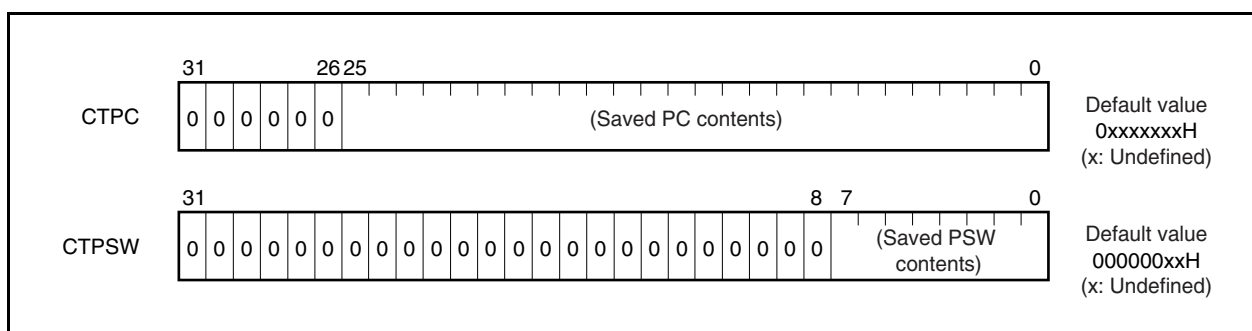 31 26 25 0
CTPC 0 0 0 0 0 0 (Saved PC contents) Default value
0xxxxxxxH
(x: Undefined)
31 8 7 0
CTPSW 0 0 0 0 0 0 0 0 0 0 0 0 0 0 0 0 0 0 0 0 0 0 0 0 (Saved PSW
contents) Default value
000000xxH
(x: Undefined)